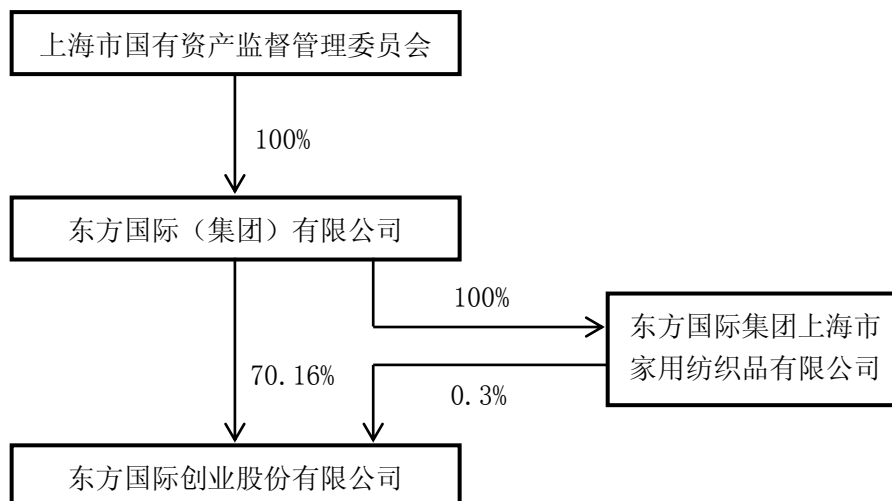 上海市国有资产监督管理委员会
100%
东方国际（集团）有限公司
100%
东方国际集团上海市
家用纺织品有限公司
70.16%
0.3%
东方国际创业股份有限公司